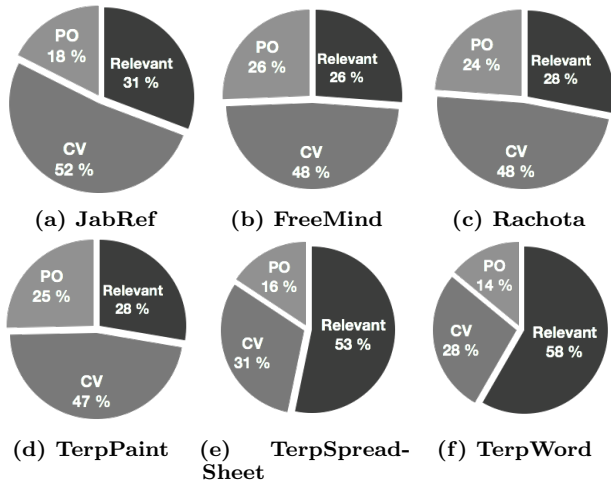 PO
18 %
Relevant
31 %
CV
52 %
(a) JabRef
PO
26 %
Relevant
26 %
CV
48 %
(b) FreeMind
PO
24 %
Relevant
28 %
CV
48 %
(c) Rachota
PO
25 %
Relevant
28 %
CV
47 %
(d) TerpPaint
PO
16 %
Relevant
53 %
CV
31 %
(e) TerpSpread-
Sheet
PO
14 %
Relevant
58 %
CV
28 %
(f) TerpWord